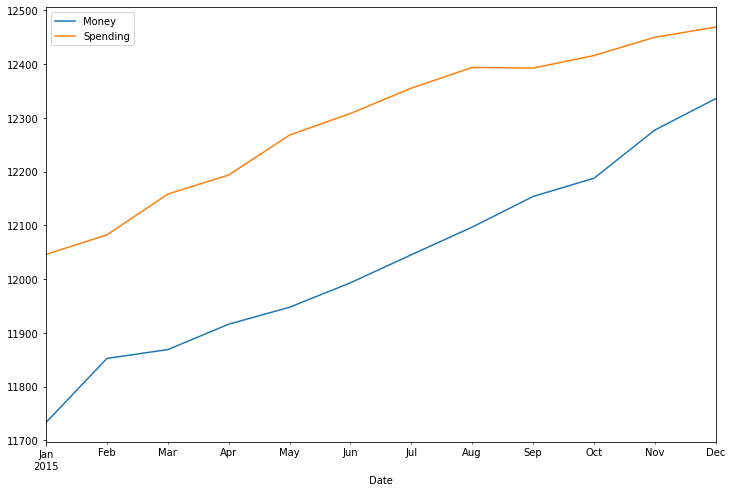 12500
12400
12300
12200
12100
12000
11900
11800
11700
Money
Spending
Jan
2015
Feb
Mar
Apr
May
Jun
Jul
Aug
Sep
Oct
Nov
Dec
Date